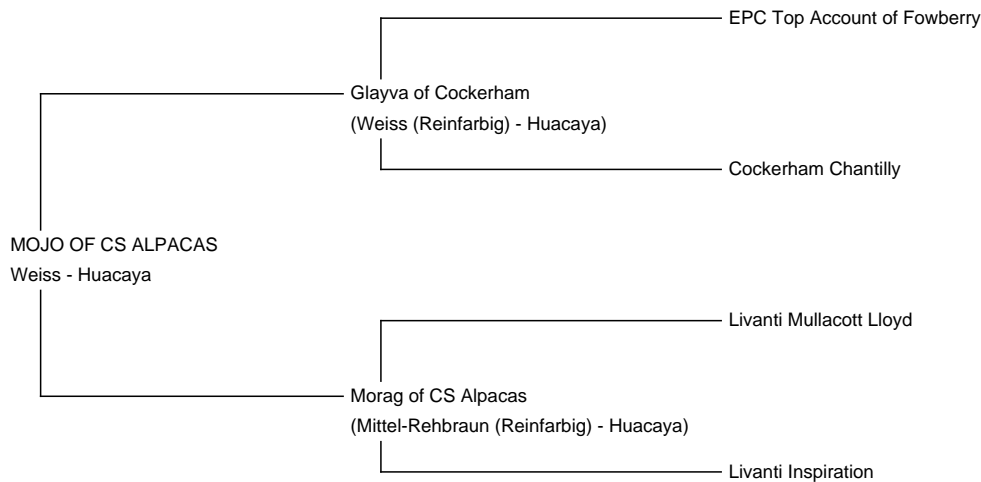 EPC Top Account of Fowberry
Glayva of Cockerham
(Weiss (Reinfarbig) - Huacaya)
Cockerham Chantilly
MOJO OF CS ALPACAS
Weiss - Huacaya
Livanti Mullacott Lloyd
Morag of CS Alpacas
(Mittel-Rehbraun (Reinfarbig) - Huacaya)
Livanti Inspiration